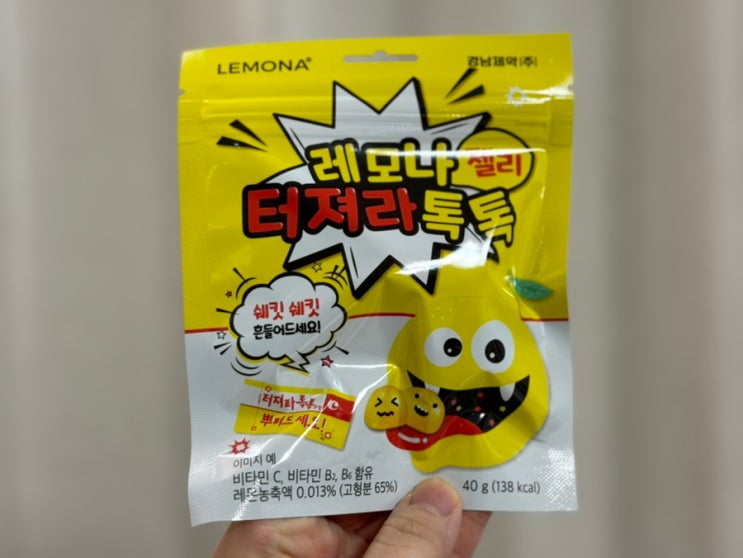 LEMONA®
경남제약(주)
레모나 젤리
터져라 톡톡
쉐킷 쉐킷
흔들어드세요!
터져라 톡톡
뿌려드세요!
이미지 예
비타민 C, 비타민 B₂, B₆ 함유
레몬농축액 0.013% (고형분 65%)
40 g (138 kcal)